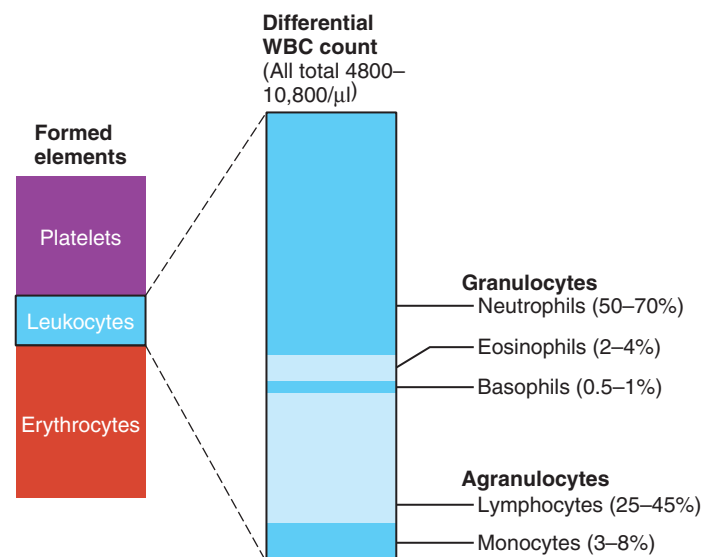 Differential
WBC count
(All total 4800–
10,800/μl)
Formed
elements
Platelets
Leukocytes
Erythrocytes
Granulocytes
Neutrophils (50–70%)
Eosinophils (2–4%)
Basophils (0.5–1%)
Agranulocytes
Lymphocytes (25–45%)
Monocytes (3–8%)